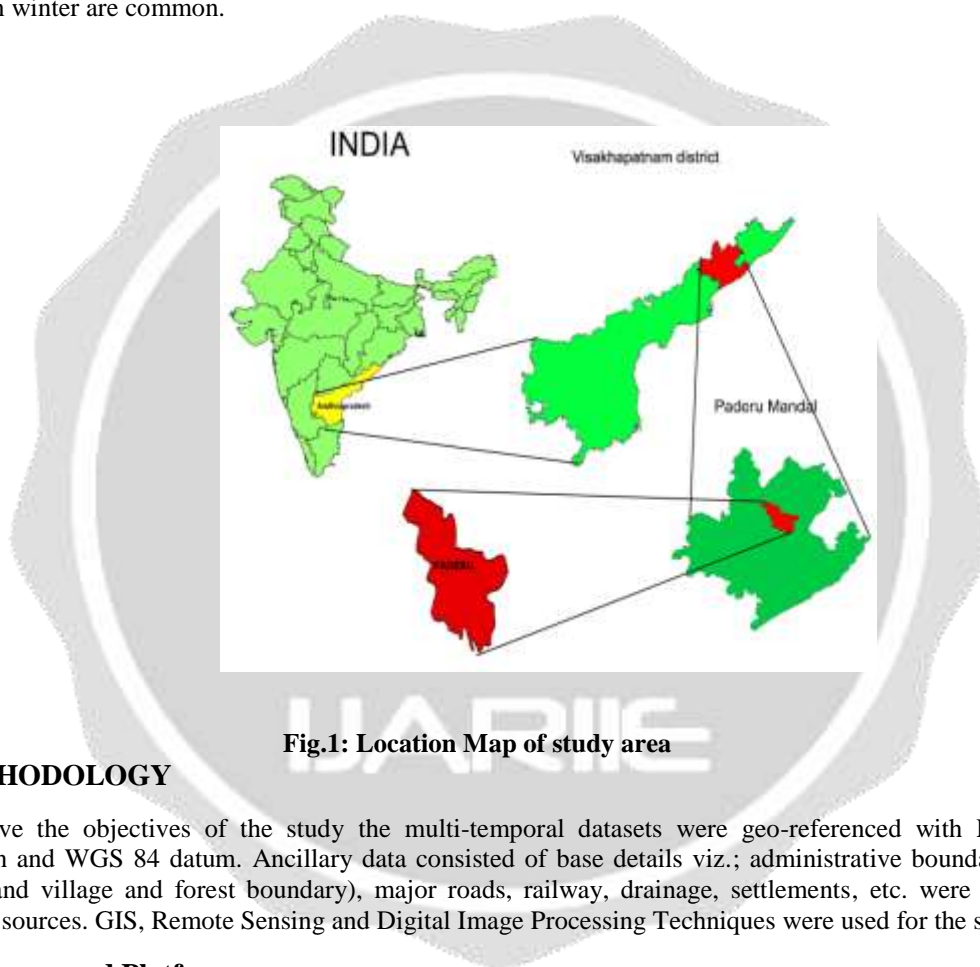 n winter are common.
INDIA
Visakhapatnam district
Andhrapradesh
Paderu Mandal
PADERU
IJARIIE
Fig.1: Location Map of study area
HODOLOGY
ve the objectives of the study the multi-temporal datasets were geo-referenced with
n and WGS 84 datum. Ancillary data consisted of base details viz.; administrative bound
and village and forest boundary), major roads, railway, drainage, settlements, etc. were
sources. GIS, Remote Sensing and Digital Image Processing Techniques were used for the s